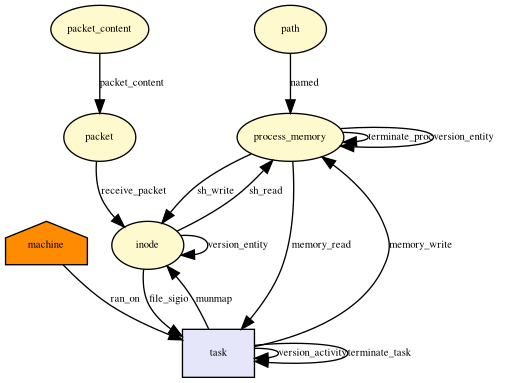 packet_content
path
packet_content
named
packet
process_memory
terminate_proc
version_entity
receive_packet
sh_write
sh_read
machine
inode
version_entity
memory_read
memory_write
ran_on
file_sigio
munmap
task
version_activity
terminate_task